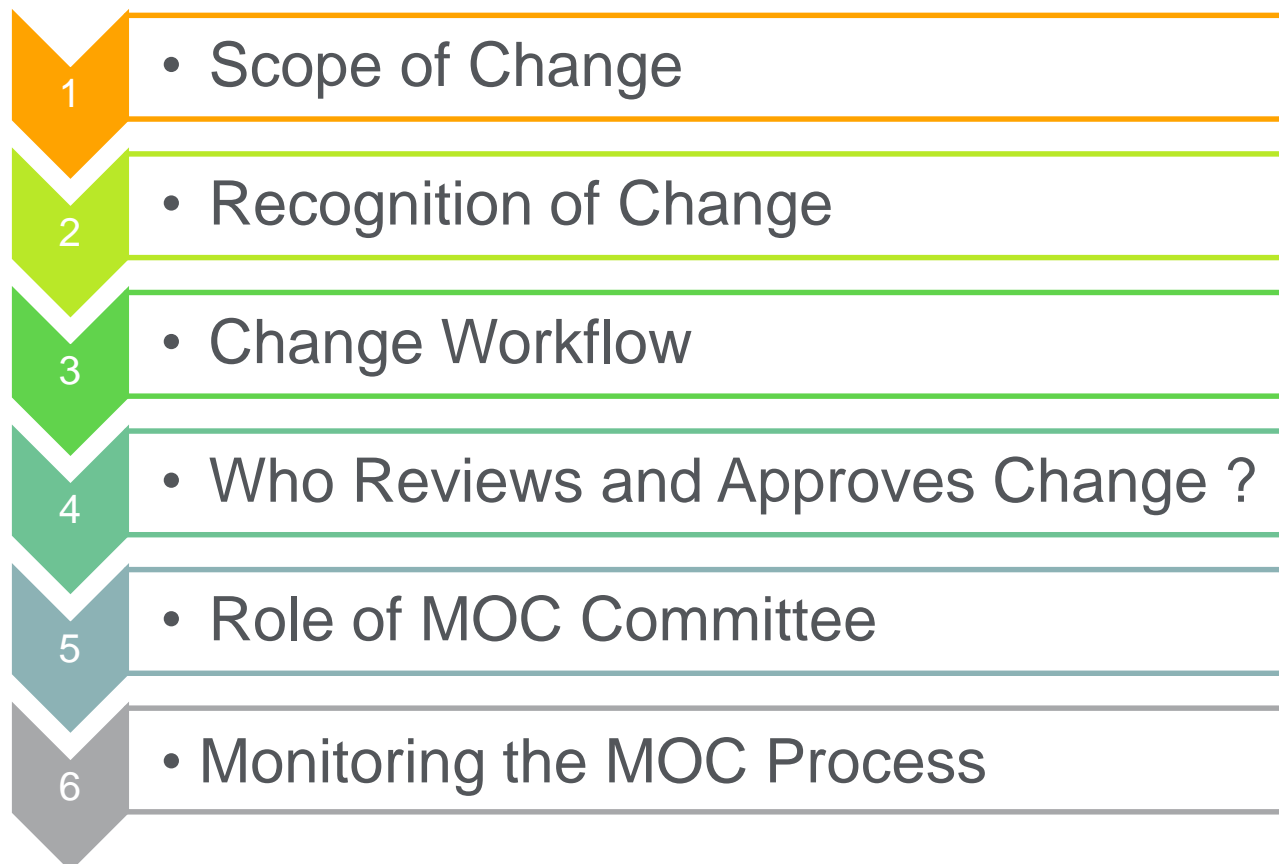 1
• Scope of Change
2
• Recognition of Change
3
• Change Workflow
4
• Who Reviews and Approves Change ?
5
• Role of MOC Committee
6
• Monitoring the MOC Process